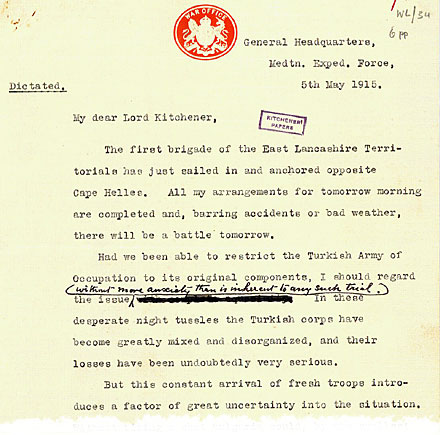 WL/34
6 pp
WAR OFFICE
General Headquarters,
Medtn. Exped. Force,
Dictated. 5th May 1915.
My dear Lord Kitchener,
KITCHENER
PAPERS
The first brigade of the East Lancashire Terri-
torials has just sailed in and anchored opposite
Cape Helles. All my arrangements for tomorrow morning
are completed and, barring accidents or bad weather,
there will be a battle tomorrow.
Had we been able to restrict the Turkish Army of
Occupation to its original components, I should regard
(without more anxiety than is inherent to any such trial.)
the issue In these
desperate night tussles the Turkish corps have
become greatly mixed and disorganized, and their
losses have been undoubtedly very serious.
But this constant arrival of fresh troops intro-
duces a factor of great uncertainty into the situation.